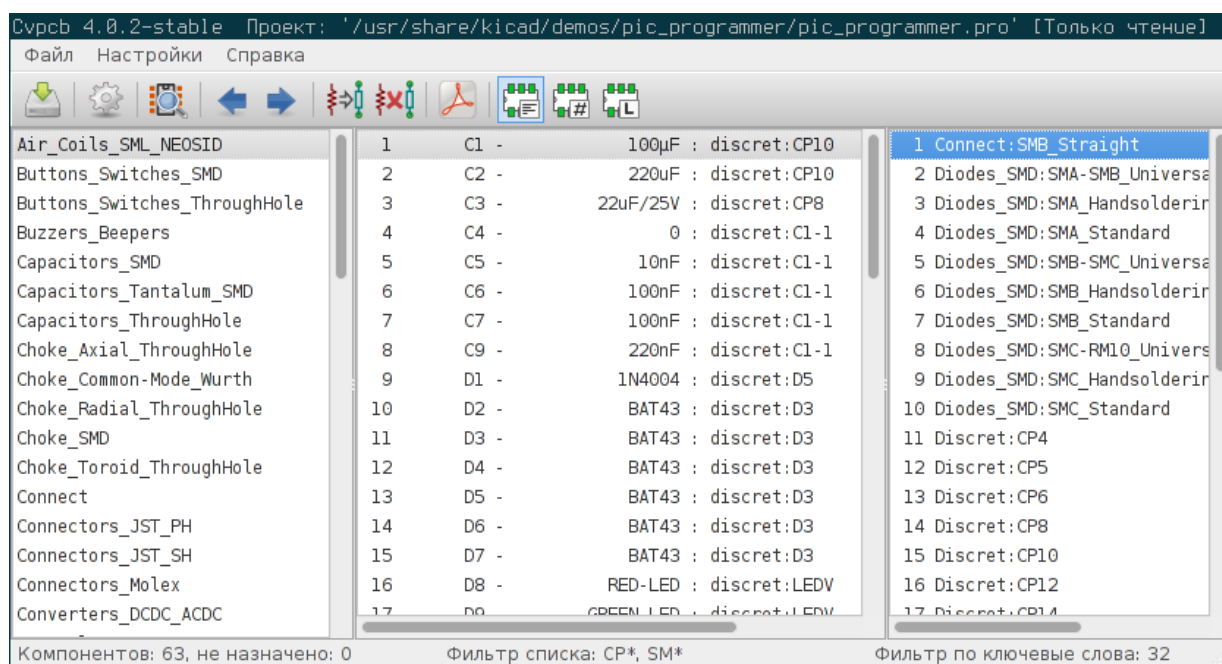 Cvpcb 4.0.2-stable Проект: '/usr/share/kicad/demos/pic_programmer/pic_programmer.pro' [Только чтение]
Файл Настройки Справка
Air_Coils_SML_NEOSID
Buttons_Switches_SMD
Buttons_Switches_ThroughHole
Buzzers_Beepers
Capacitors_SMD
Capacitors_Tantalum_SMD
Capacitors_ThroughHole
Choke_Axial_ThroughHole
Choke_Common-Mode_Wurth
Choke_Radial_ThroughHole
Choke_SMD
Choke_Toroid_ThroughHole
Connect
Connectors_JST_PH
Connectors_JST_SH
Connectors_Molex
Converters_DCDC_ACDC
1 C1 - 100µF : discret:CP10
2 C2 - 220uF : discret:CP10
3 C3 - 22uF/25V : discret:CP8
4 C4 - 0 : discret:C1-1
5 C5 - 10nF : discret:C1-1
6 C6 - 100nF : discret:C1-1
7 C7 - 100nF : discret:C1-1
8 C9 - 220nF : discret:C1-1
9 D1 - 1N4004 : discret:D5
10 D2 - BAT43 : discret:D3
11 D3 - BAT43 : discret:D3
12 D4 - BAT43 : discret:D3
13 D5 - BAT43 : discret:D3
14 D6 - BAT43 : discret:D3
15 D7 - BAT43 : discret:D3
16 D8 - RED-LED : discret:LEDV
17 D9 - GREEN-LED : discret:LEDV
1 Connect:SMB_Straight
2 Diodes_SMD:SMA-SMB_Universa
3 Diodes_SMD:SMA_Handsolderin
4 Diodes_SMD:SMA_Standard
5 Diodes_SMD:SMB-SMC_Universa
6 Diodes_SMD:SMB_Handsolderin
7 Diodes_SMD:SMB_Standard
8 Diodes_SMD:SMC-RM10_Univers
9 Diodes_SMD:SMC_Handsolderin
10 Diodes_SMD:SMC_Standard
11 Discret:CP4
12 Discret:CP5
13 Discret:CP6
14 Discret:CP8
15 Discret:CP10
16 Discret:CP12
17 Discret:CP14
Компонентов: 63, не назначено: 0 Фильтр списка: CP*, SM* Фильтр по ключевые слова: 32